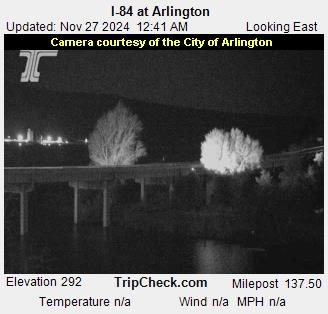 I-84 at Arlington
Updated: Nov 27 2024 12:41 AM Looking East
Camera courtesy of the City of Arlington
Elevation 292 TripCheck.com Milepost 137.50
Temperature n/a Wind n/a MPH n/a